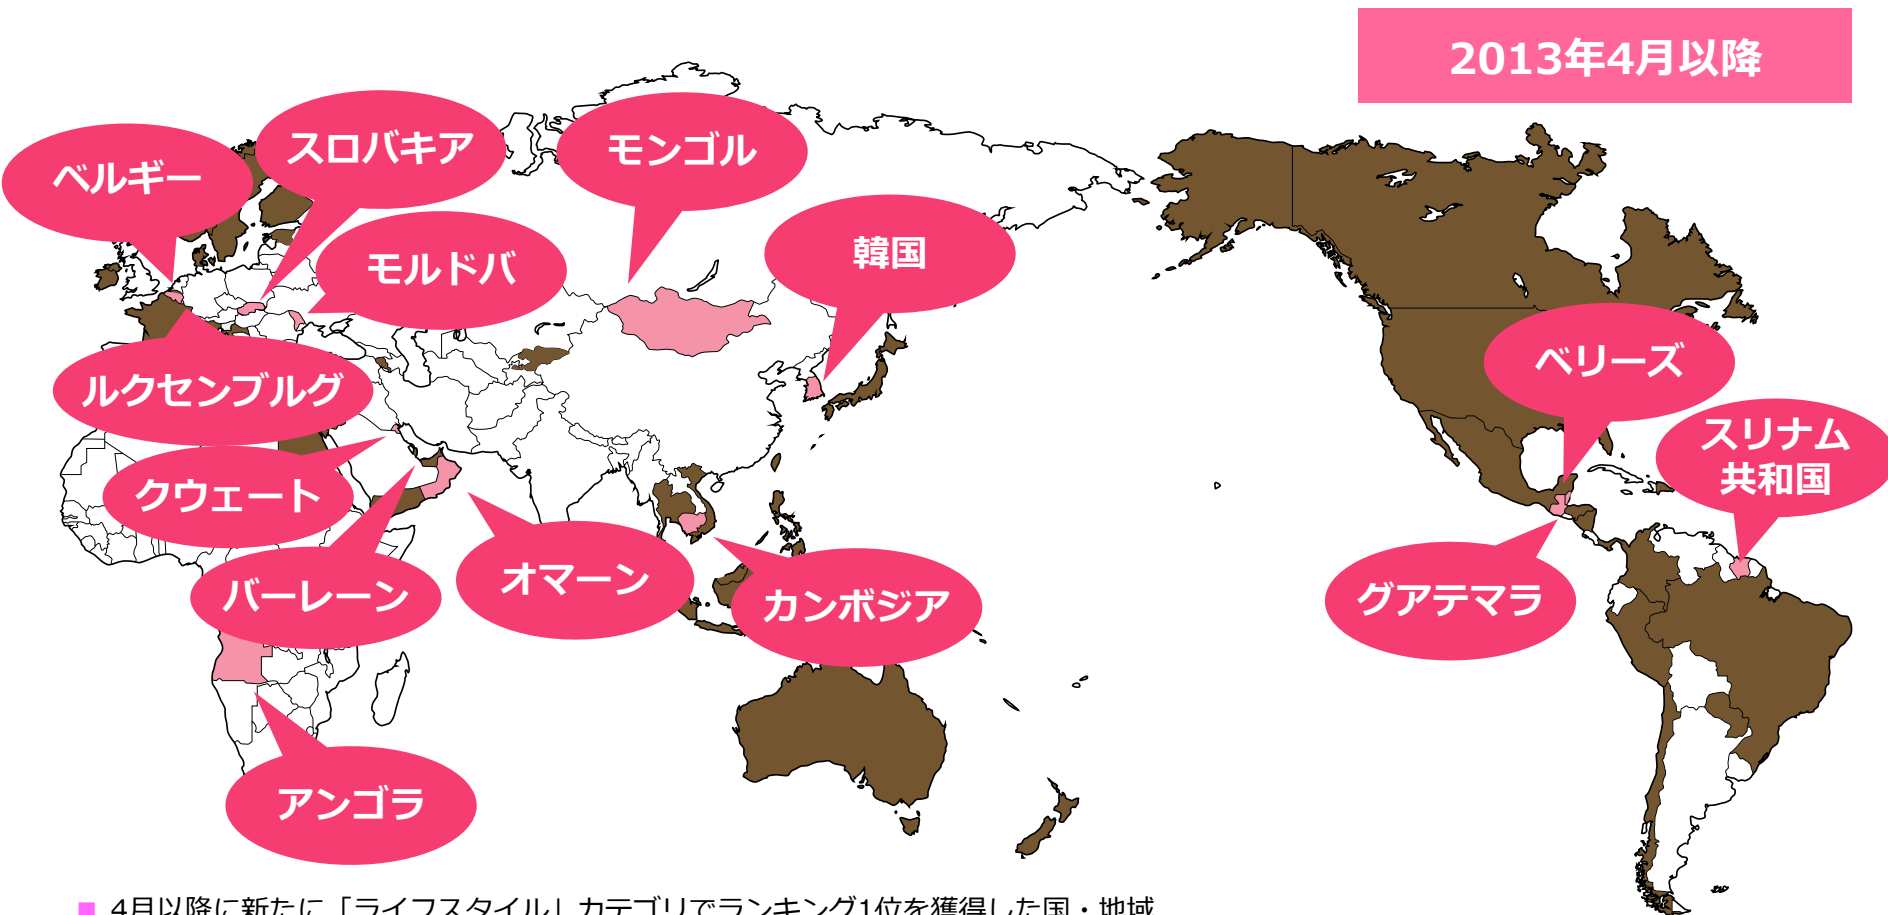 2013年4月以降
スロバキア
モンゴル
ベルギー
韓国
モルドバ
ベリーズ
ルクセンブルグ
スリナム
共和国
クウェート
オマーン
バーレーン
カンボジア
グアテマラ
アンゴラ
■ 4月以降に新たに「ライフスタイル」カテゴリでランキング1位を獲得した国・地域